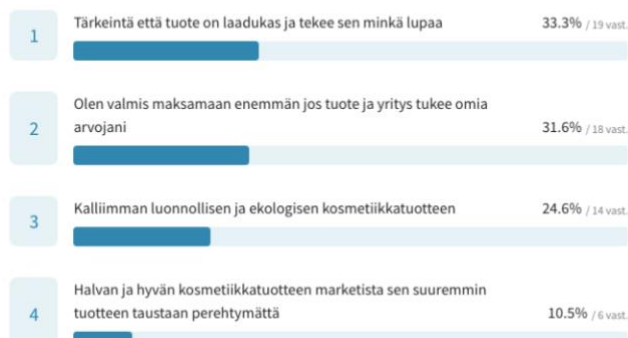 1 Tärkeintä että tuote on laadukas ja tekee sen minkä lupaa 33.3% / 19 vast.
Olen valmis maksamaan enemmän jos tuote ja yritys tukee omia
2 arvojani 31.6% / 18 vast.
3 Kalliimman luonnollisen ja ekologisen kosmetiikkatuotteen 24.6% / 14 vast.
Halvan ja hyvän kosmetiikkatuotteen marketista sen suuremmin
4 tuotteen taustaan perehtymättä 10.5% / 6 vast.